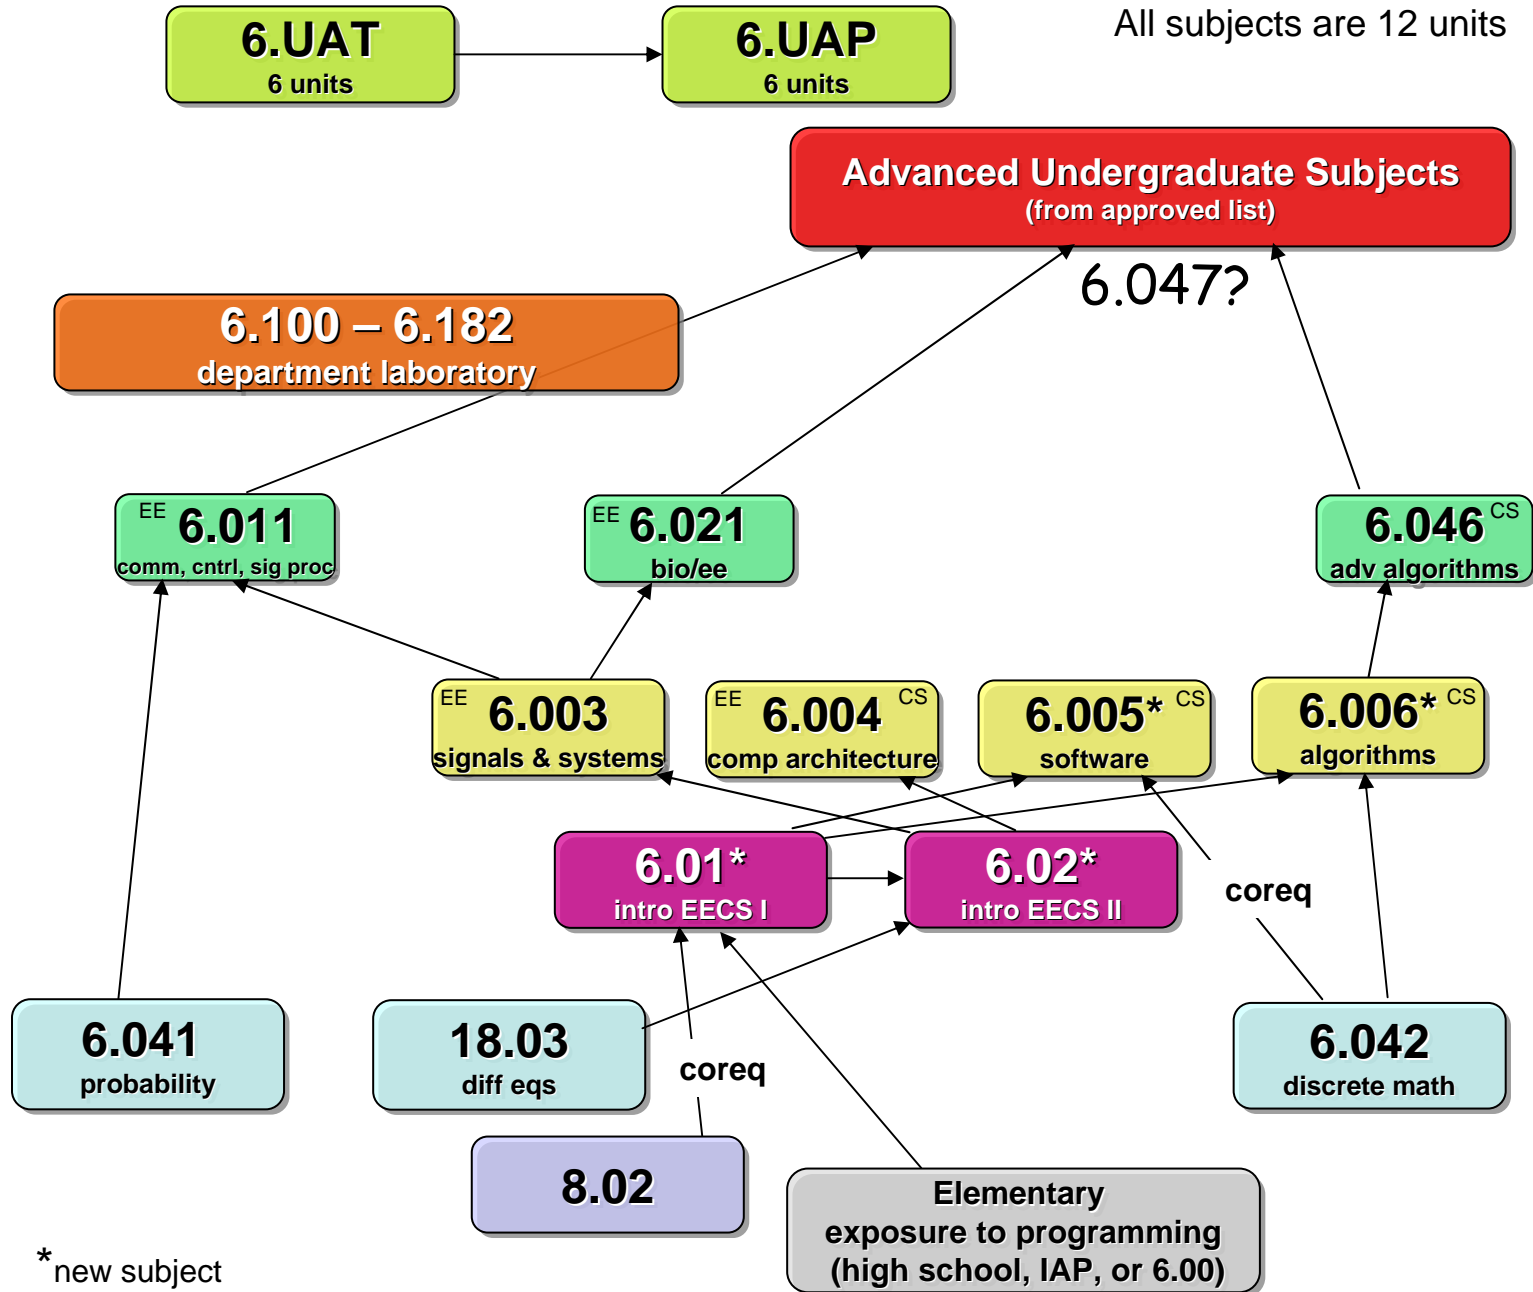 6.UAT
6 units
6.UAP
6 units
All subjects are 12 units
Advanced Undergraduate Subjects
(from approved list)
6.047?
6.100 – 6.182
department laboratory
EE 6.011
comm, cntrl, sig proc
EE 6.021
bio/ee
6.046 CS
adv algorithms
EE 6.003
signals & systems
EE 6.004 CS
comp architecture
6.005* CS
software
6.006* CS
algorithms
6.01*
intro EECS I
6.02*
intro EECS II
coreq
6.041
probability
18.03
diff eqs
coreq
6.042
discrete math
8.02
Elementary
exposure to programming
(high school, IAP, or 6.00)
*new subject